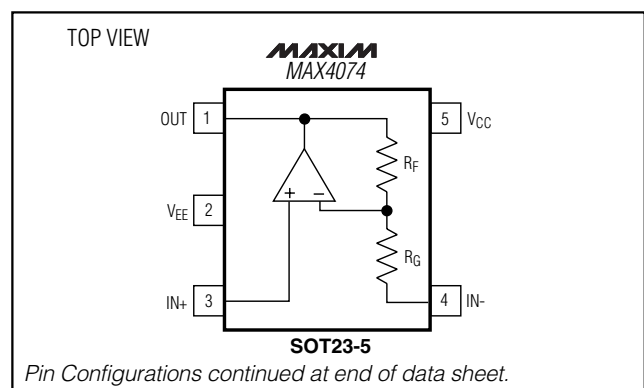 TOP VIEW
MAXIM
MAX4074
OUT 1
5 VCC
RF
+ −
VEE 2
RG
IN+ 3
4 IN-
SOT23-5
Pin Configurations continued at end of data sheet.